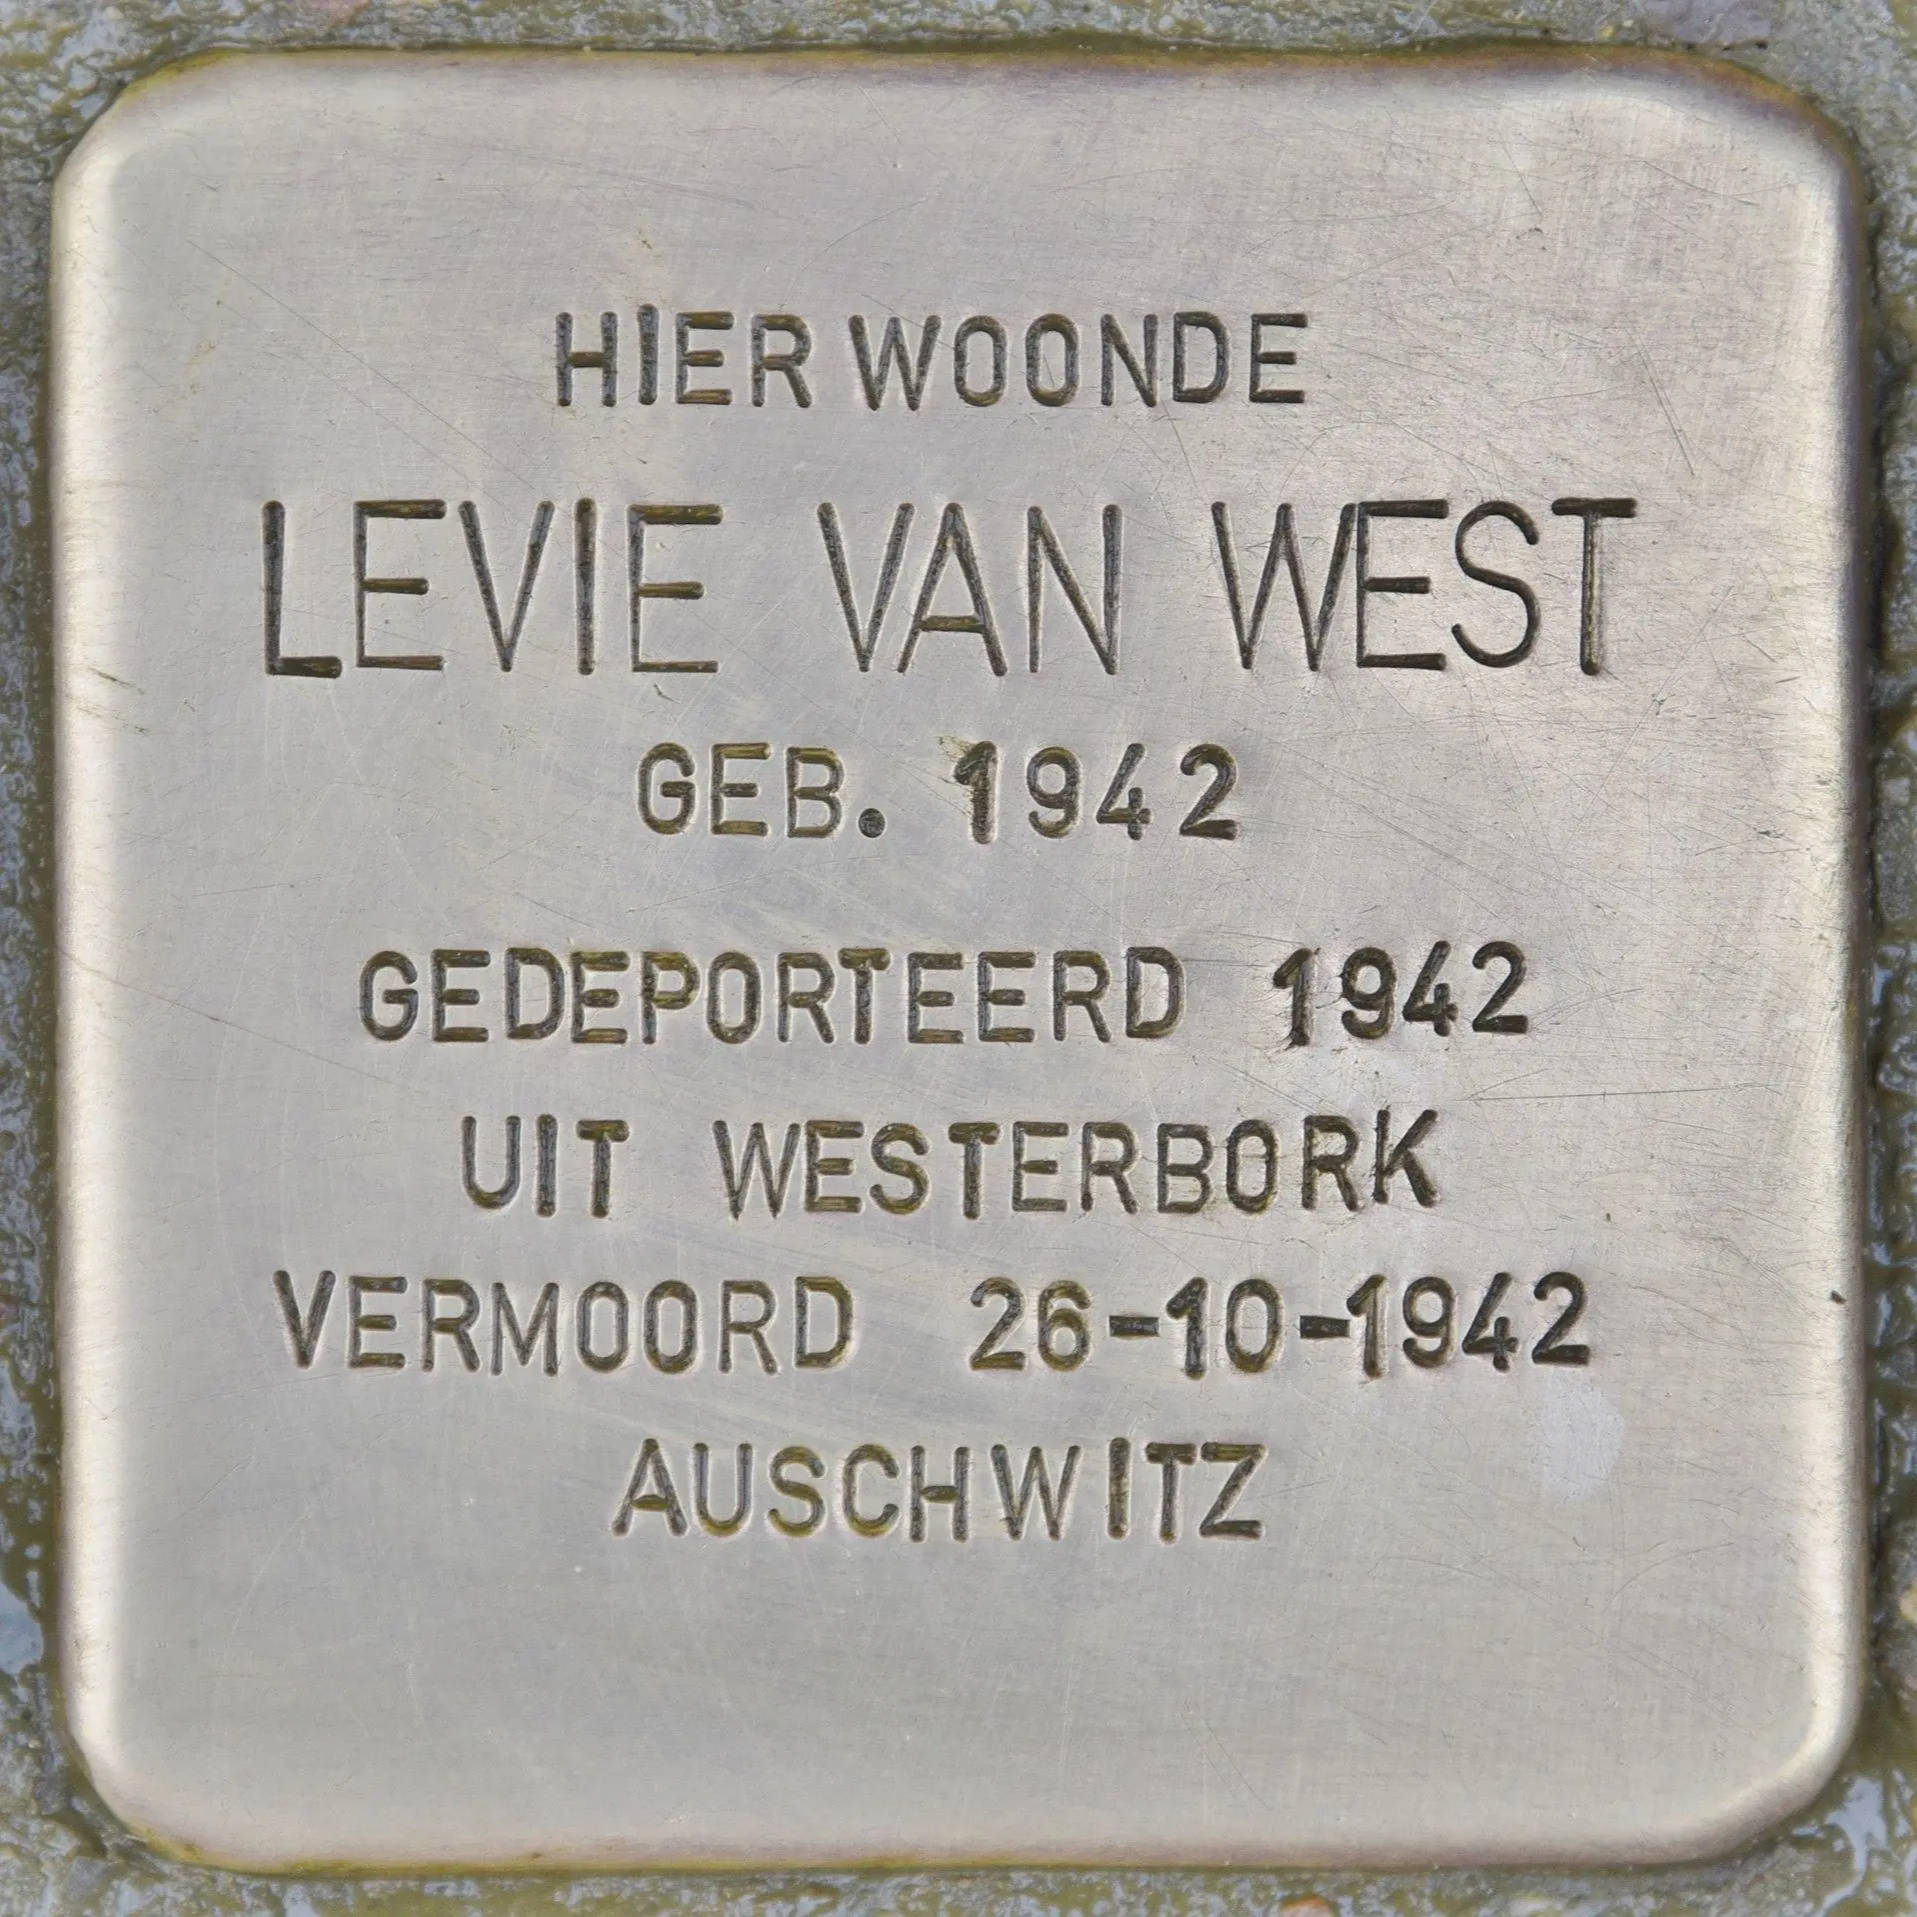 HIER WOONDE
LEVIE VAN WEST
GEB. 1942
GEDEPORTEERD 1942
UIT WESTERBORK
VERMOORD 26-10-1942
AUSCHWITZ